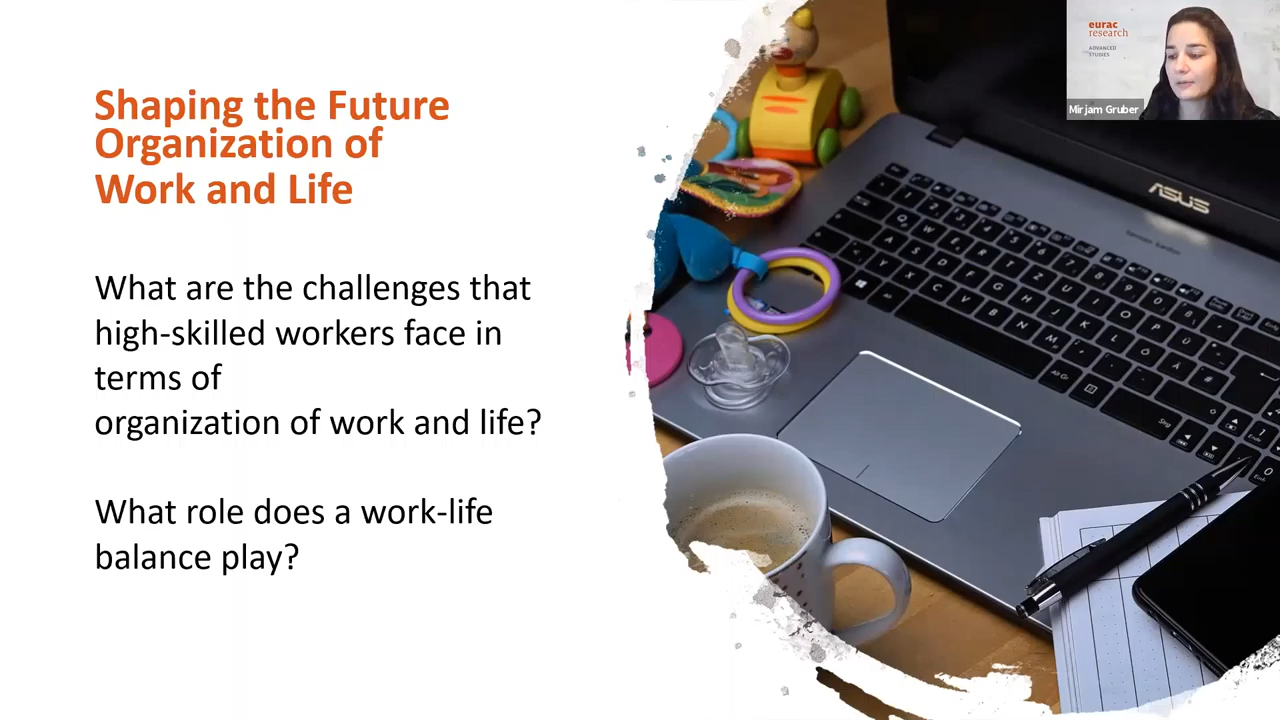 Shaping the Future
Organization of
Work and Life
What are the challenges that
high-skilled workers face in
terms of
organization of work and life?
What role does a work-life
balance play?
eurac
research
ADVANCED
STUDIES
Mirjam Gruber
ASUS